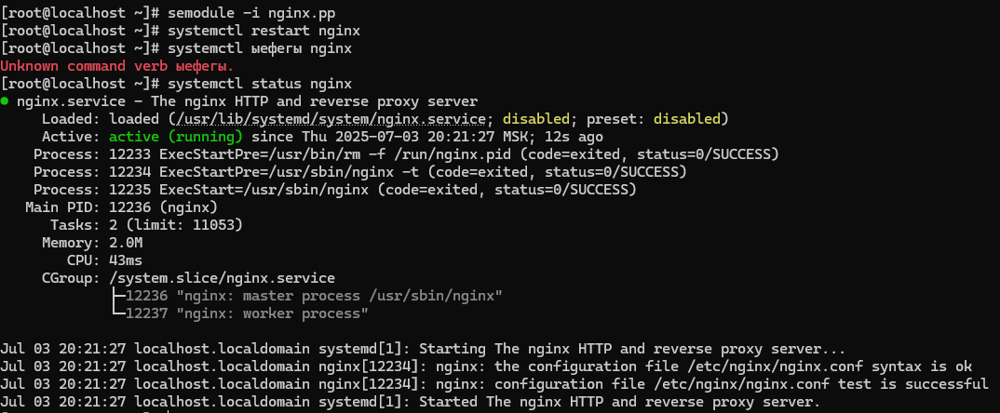 [root@localhost ~]# semodule -i nginx.pp
[root@localhost ~]# systemctl restart nginx
[root@localhost ~]# systemctl ыефегы nginx
Unknown command verb ыефегы.
[root@localhost ~]# systemctl status nginx
● nginx.service - The nginx HTTP and reverse proxy server
     Loaded: loaded (/usr/lib/systemd/system/nginx.service; disabled; preset: disabled)
     Active: active (running) since Thu 2025-07-03 20:21:27 MSK; 12s ago
    Process: 12233 ExecStartPre=/usr/bin/rm -f /run/nginx.pid (code=exited, status=0/SUCCESS)
    Process: 12234 ExecStartPre=/usr/sbin/nginx -t (code=exited, status=0/SUCCESS)
    Process: 12235 ExecStart=/usr/sbin/nginx (code=exited, status=0/SUCCESS)
   Main PID: 12236 (nginx)
      Tasks: 2 (limit: 11053)
     Memory: 2.0M
        CPU: 43ms
     CGroup: /system.slice/nginx.service
             ├─12236 "nginx: master process /usr/sbin/nginx"
             └─12237 "nginx: worker process"
Jul 03 20:21:27 localhost.localdomain systemd[1]: Starting The nginx HTTP and reverse proxy server...
Jul 03 20:21:27 localhost.localdomain nginx[12234]: nginx: the configuration file /etc/nginx/nginx.conf syntax is ok
Jul 03 20:21:27 localhost.localdomain nginx[12234]: nginx: configuration file /etc/nginx/nginx.conf test is successful
Jul 03 20:21:27 localhost.localdomain systemd[1]: Started The nginx HTTP and reverse proxy server.